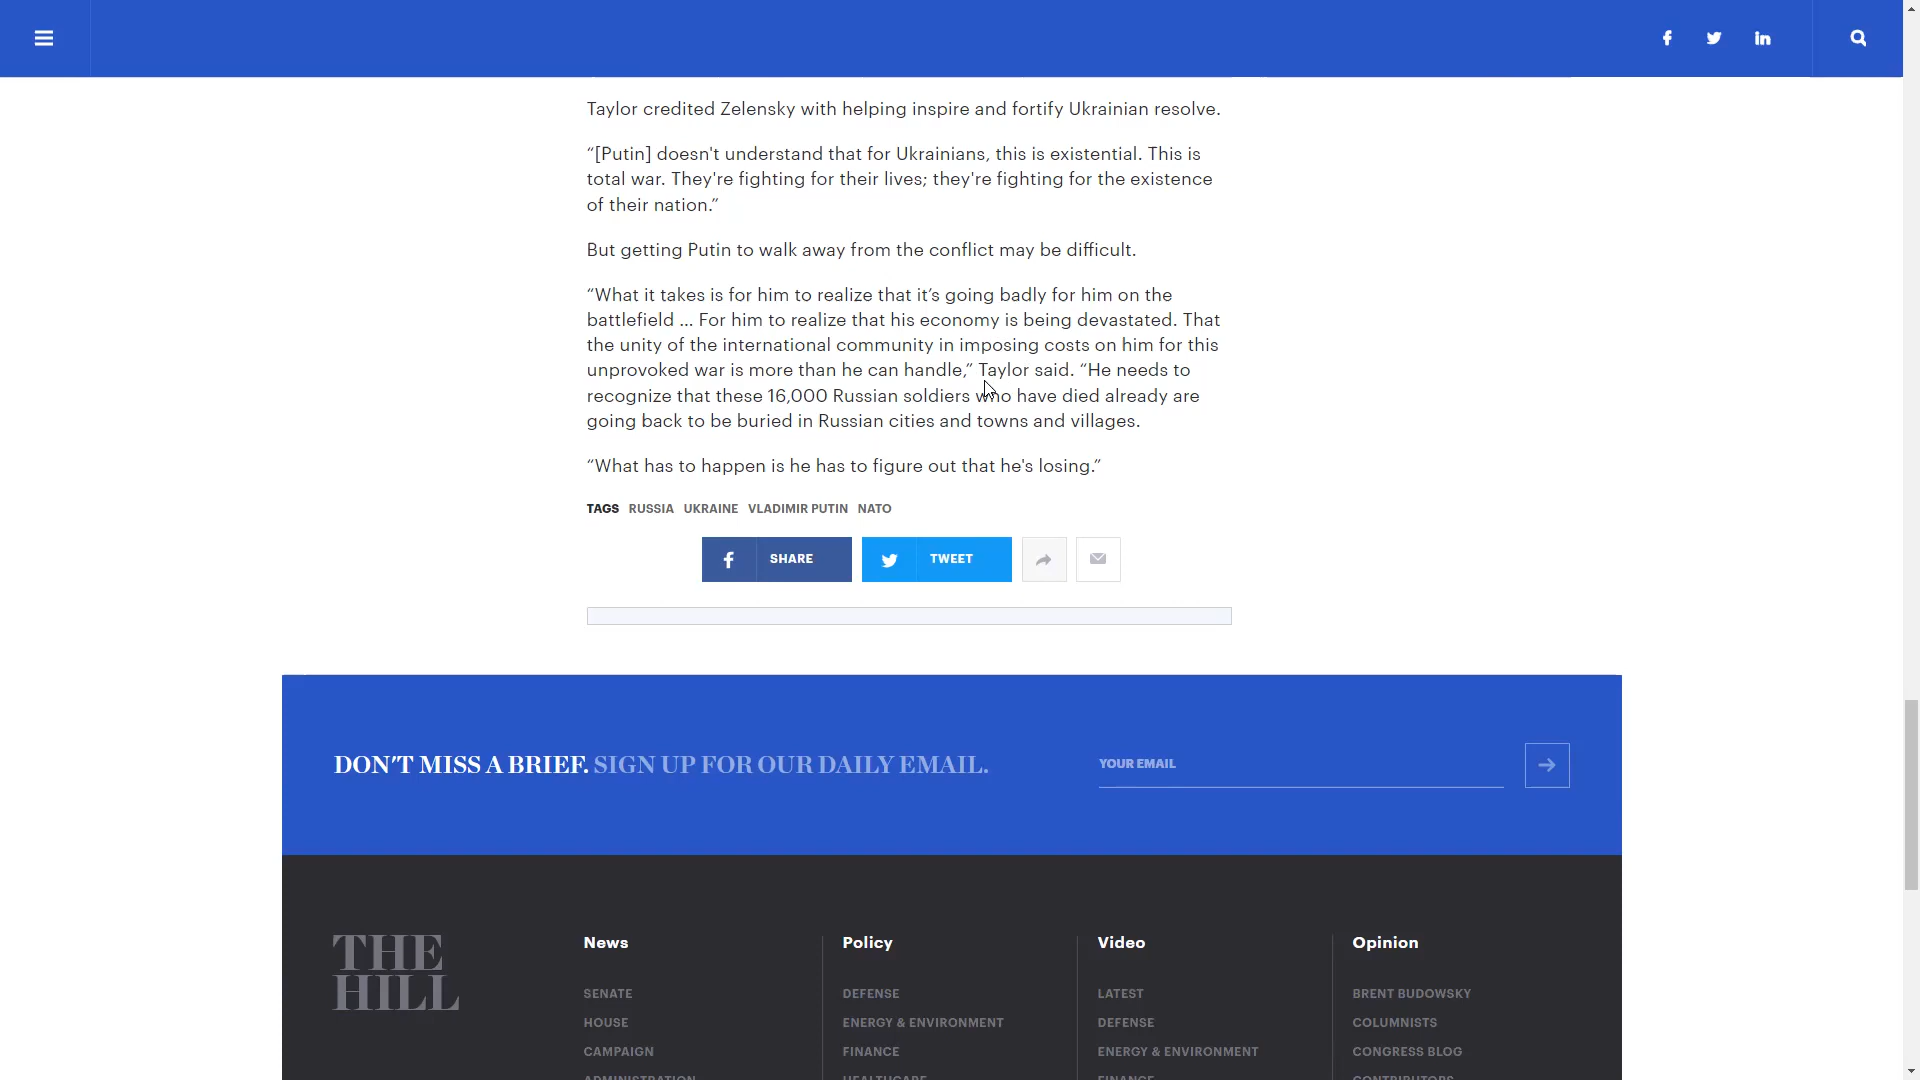 Taylor credited Zelensky with helping inspire and fortify Ukrainian resolve.
“[Putin] doesn't understand that for Ukrainians, this is existential. This is
total war. They're fighting for their lives; they're fighting for the existence
of their nation.”
But getting Putin to walk away from the conflict may be difficult.
“What it takes is for him to realize that it’s going badly for him on the
battlefield ... For him to realize that his economy is being devastated. That
the unity of the international community in imposing costs on him for this
unprovoked war is more than he can handle,” Taylor said. “He needs to
recognize that these 16,000 Russian soldiers who have died already are
going back to be buried in Russian cities and towns and villages.
“What has to happen is he has to figure out that he's losing.”
TAGS RUSSIA UKRAINE VLADIMIR PUTIN NATO
SHARE TWEET
DON'T MISS A BRIEF. SIGN UP FOR OUR DAILY EMAIL.
YOUR EMAIL
THE
HILL
News
SENATE
HOUSE
CAMPAIGN
ADMINISTRATION
Policy
DEFENSE
ENERGY & ENVIRONMENT
FINANCE
HEALTHCARE
Video
LATEST
DEFENSE
ENERGY & ENVIRONMENT
FINANCE
Opinion
BRENT BUDOWSKY
COLUMNISTS
CONGRESS BLOG
CONTRIBUTORS